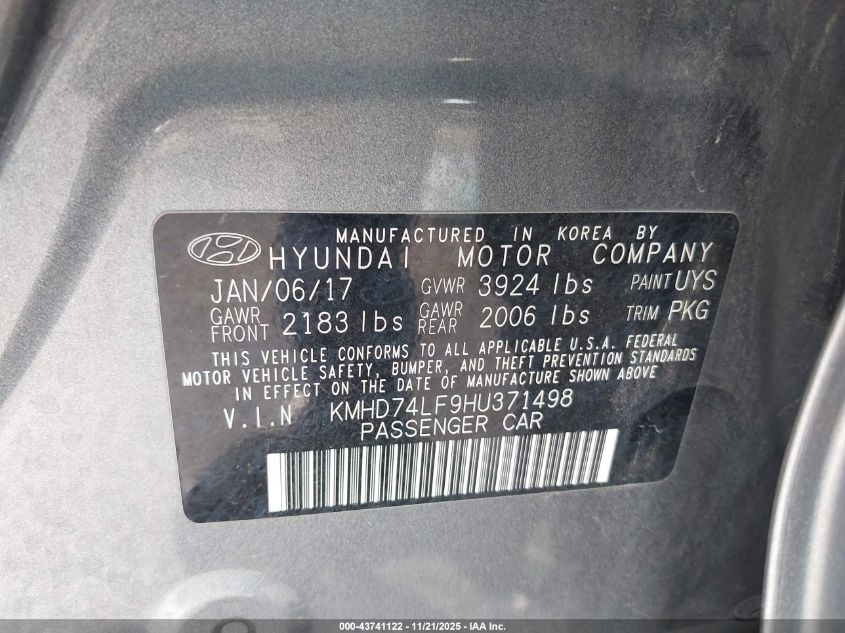 MANUFACTURED IN KOREA BY
HYUNDAI MOTOR COMPANY
JAN/06/17 GVWR 3924 lbs PAINT UYS
GAWR FRONT 2183 lbs GAWR REAR 2006 lbs TRIM PKG
THIS VEHICLE CONFORMS TO ALL APPLICABLE U.S.A. FEDERAL
MOTOR VEHICLE SAFETY, BUMPER, AND THEFT PREVENTION STANDARDS
IN EFFECT ON THE DATE OF MANUFACTURE SHOWN ABOVE
V.I.N KMHD74LF9HU371498
PASSENGER CAR
000-43741122 - 11/21/2025 - IAA Inc.